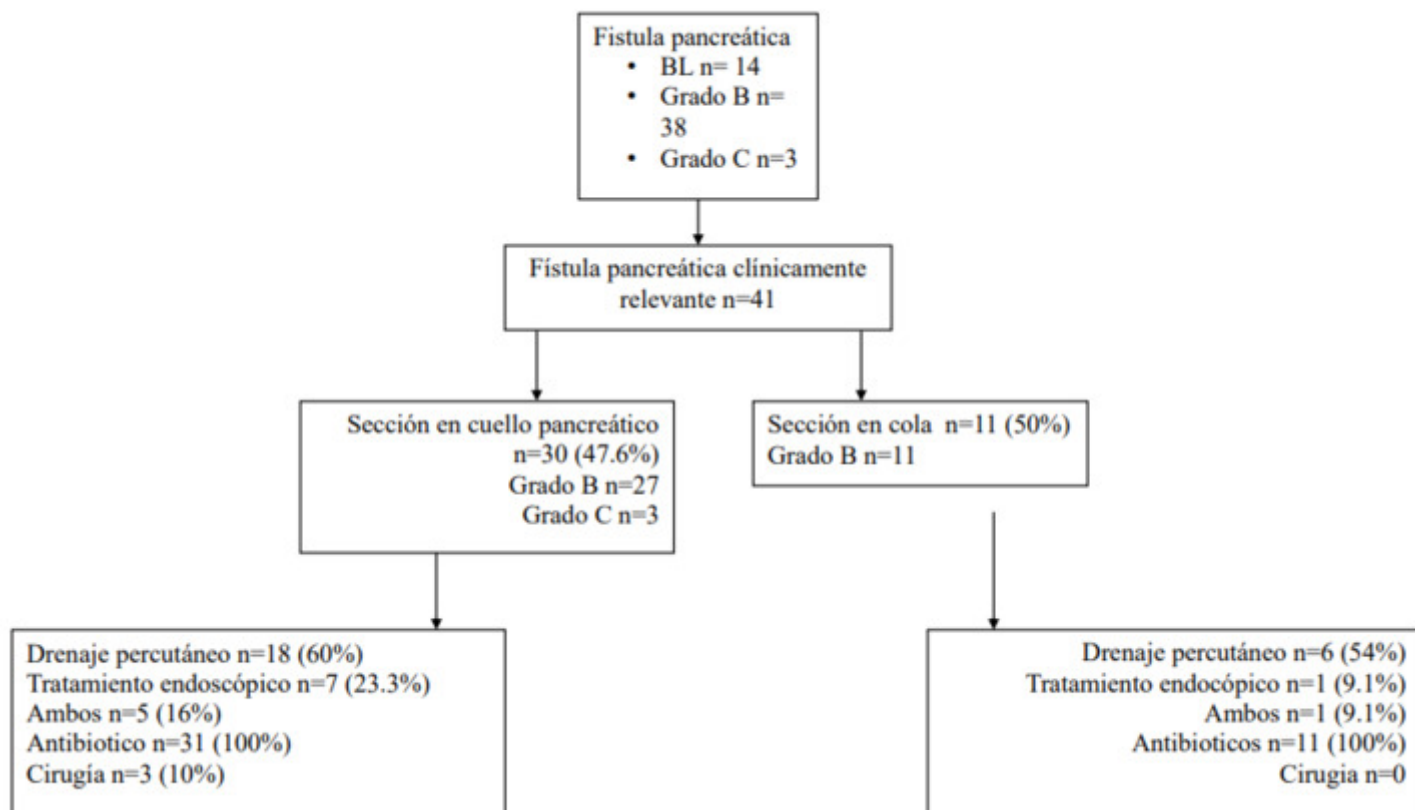 Fistula pancreática
• BL n= 14
• Grado B n=
38
• Grado C n=3
Fístula pancreática clínicamente
relevante n=41
Sección en cuello pancreático
n=30 (47.6%)
Grado B n=27
Grado C n=3
Sección en cola n=11 (50%)
Grado B n=11
Drenaje percutáneo n=18 (60%)
Tratamiento endoscópico n=7 (23.3%)
Ambos n=5 (16%)
Antibiotico n=31 (100%)
Cirugía n=3 (10%)
Drenaje percutáneo n=6 (54%)
Tratamiento endocópico n=1 (9.1%)
Ambos n=1 (9.1%)
Antibioticos n=11 (100%)
Cirugia n=0